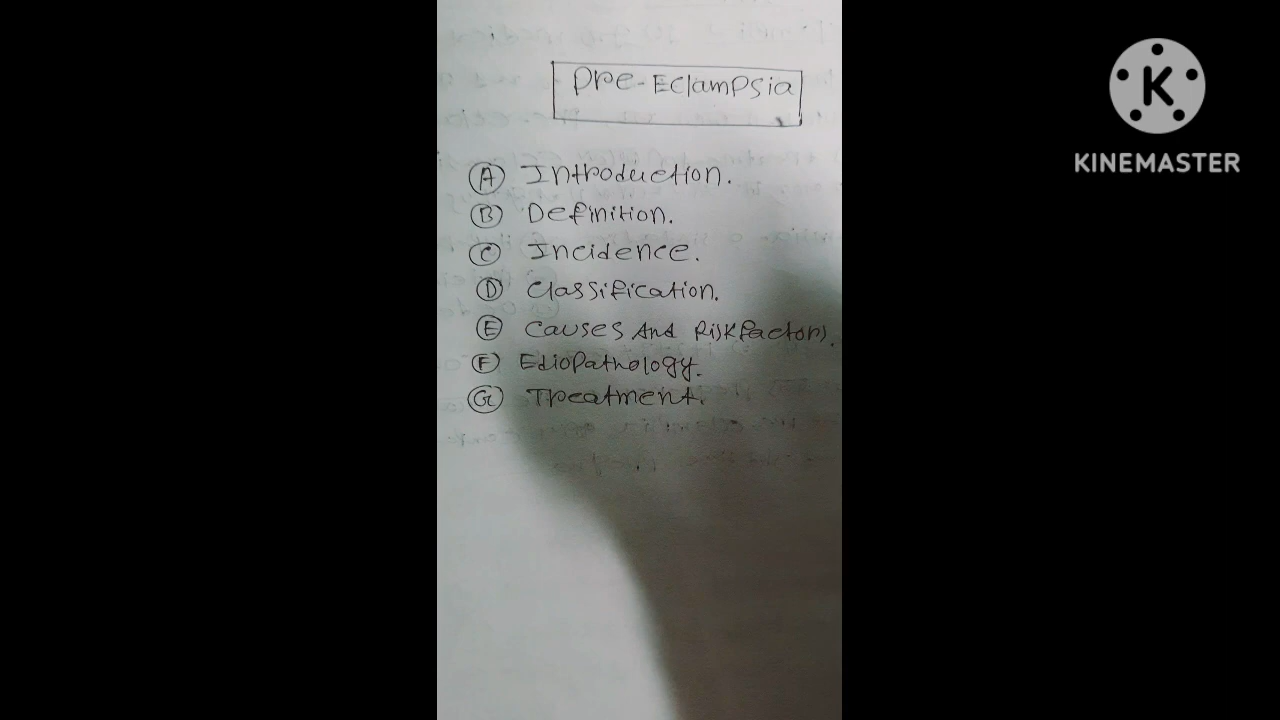 Pre-Eclampsia
A Introduction.
B Definition.
C Incidence.
D Classification.
E Causes And Riskfactors.
F Ediopathology.
G Treatment.
K
KINEMASTER